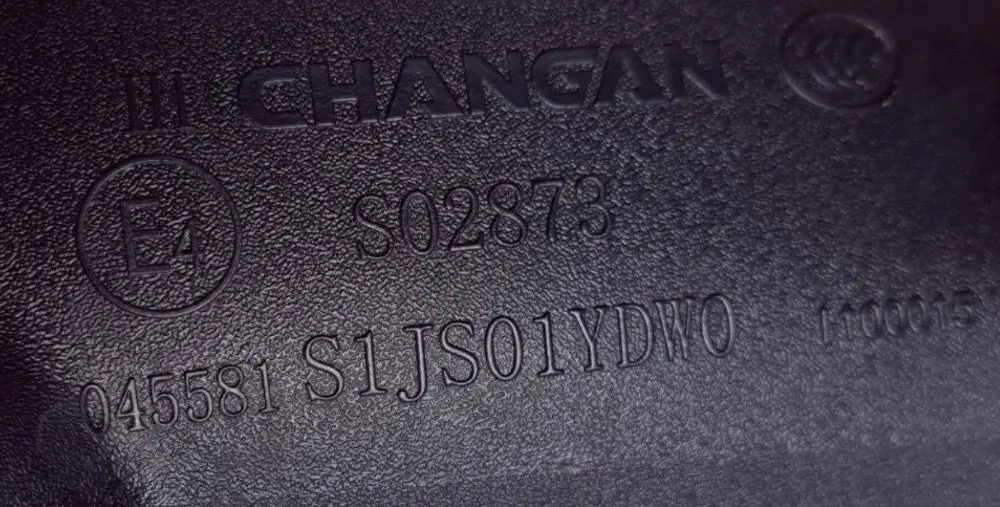 III CHANGAN
E4 S02873
045581 S1JS01YDW0